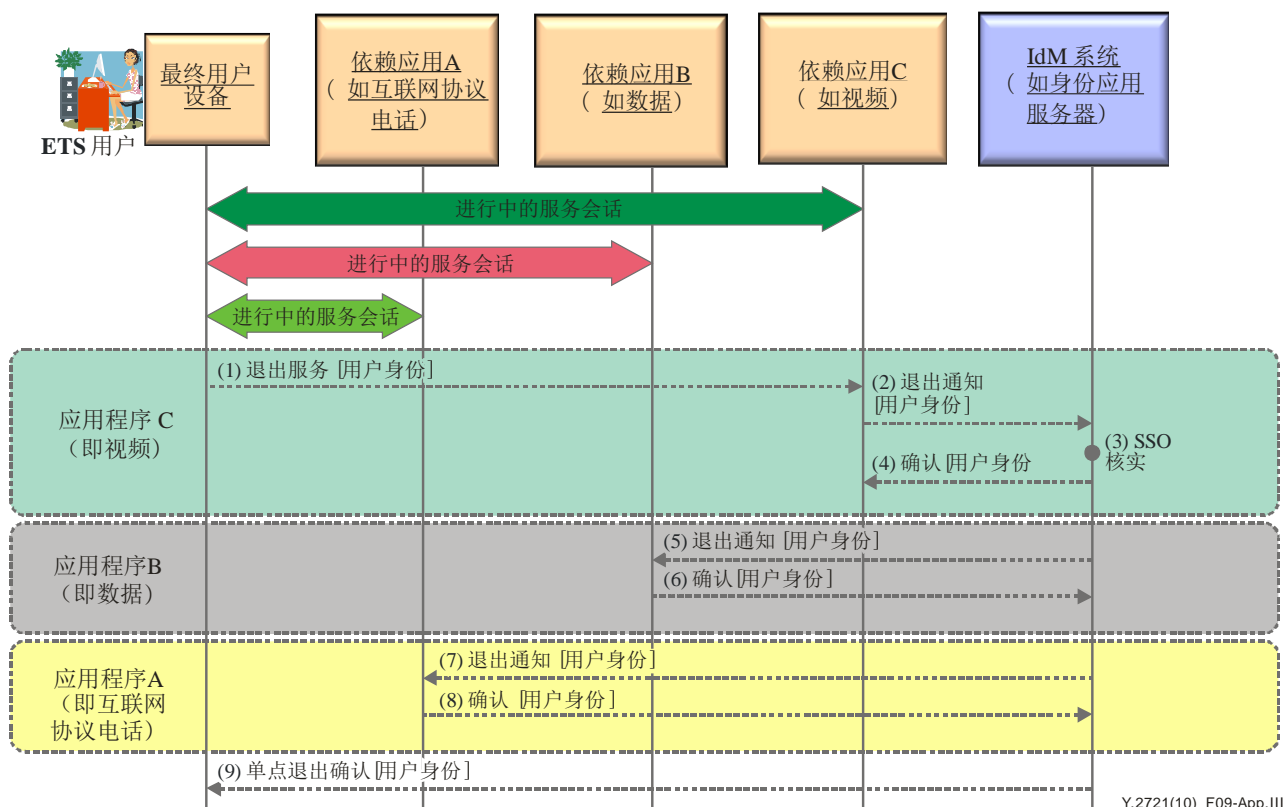 最终用户
设备
依赖应用A
( 如互联网协议
电话）
依赖应用B
( 如数据）
依赖应用C
( 如视频）
IdM 系统
( 如身份应用
服务器）
ETS 用户
进行中的服务会话
进行中的服务会话
进行中的服务会话
应用程序 C
（即视频）
(1) 退出服务 [用户身份]
(2) 退出通知
[用户身份]
(3) SSO
核实
(4) 确认[用户身份
应用程序B
（即数据）
(5) 退出通知 [用户身份]
(6) 确认[用户身份]
应用程序A
（即互联网
协议电话）
(7) 退出通知 [用户身份]
(8) 确认 [用户身份]
(9) 单点退出确认[用户身份]
Y.2721(10)_F09-App.III